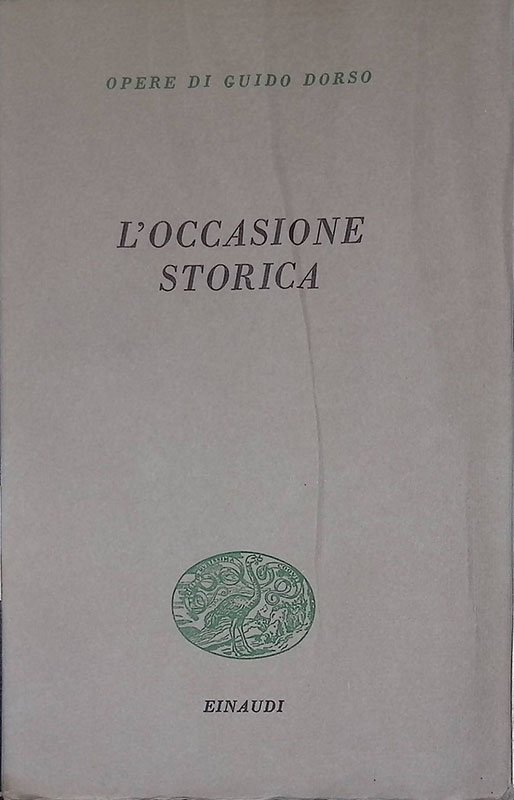 OPERE DI GUIDO DORSO
L'OCCASIONE
STORICA
EINAUDI